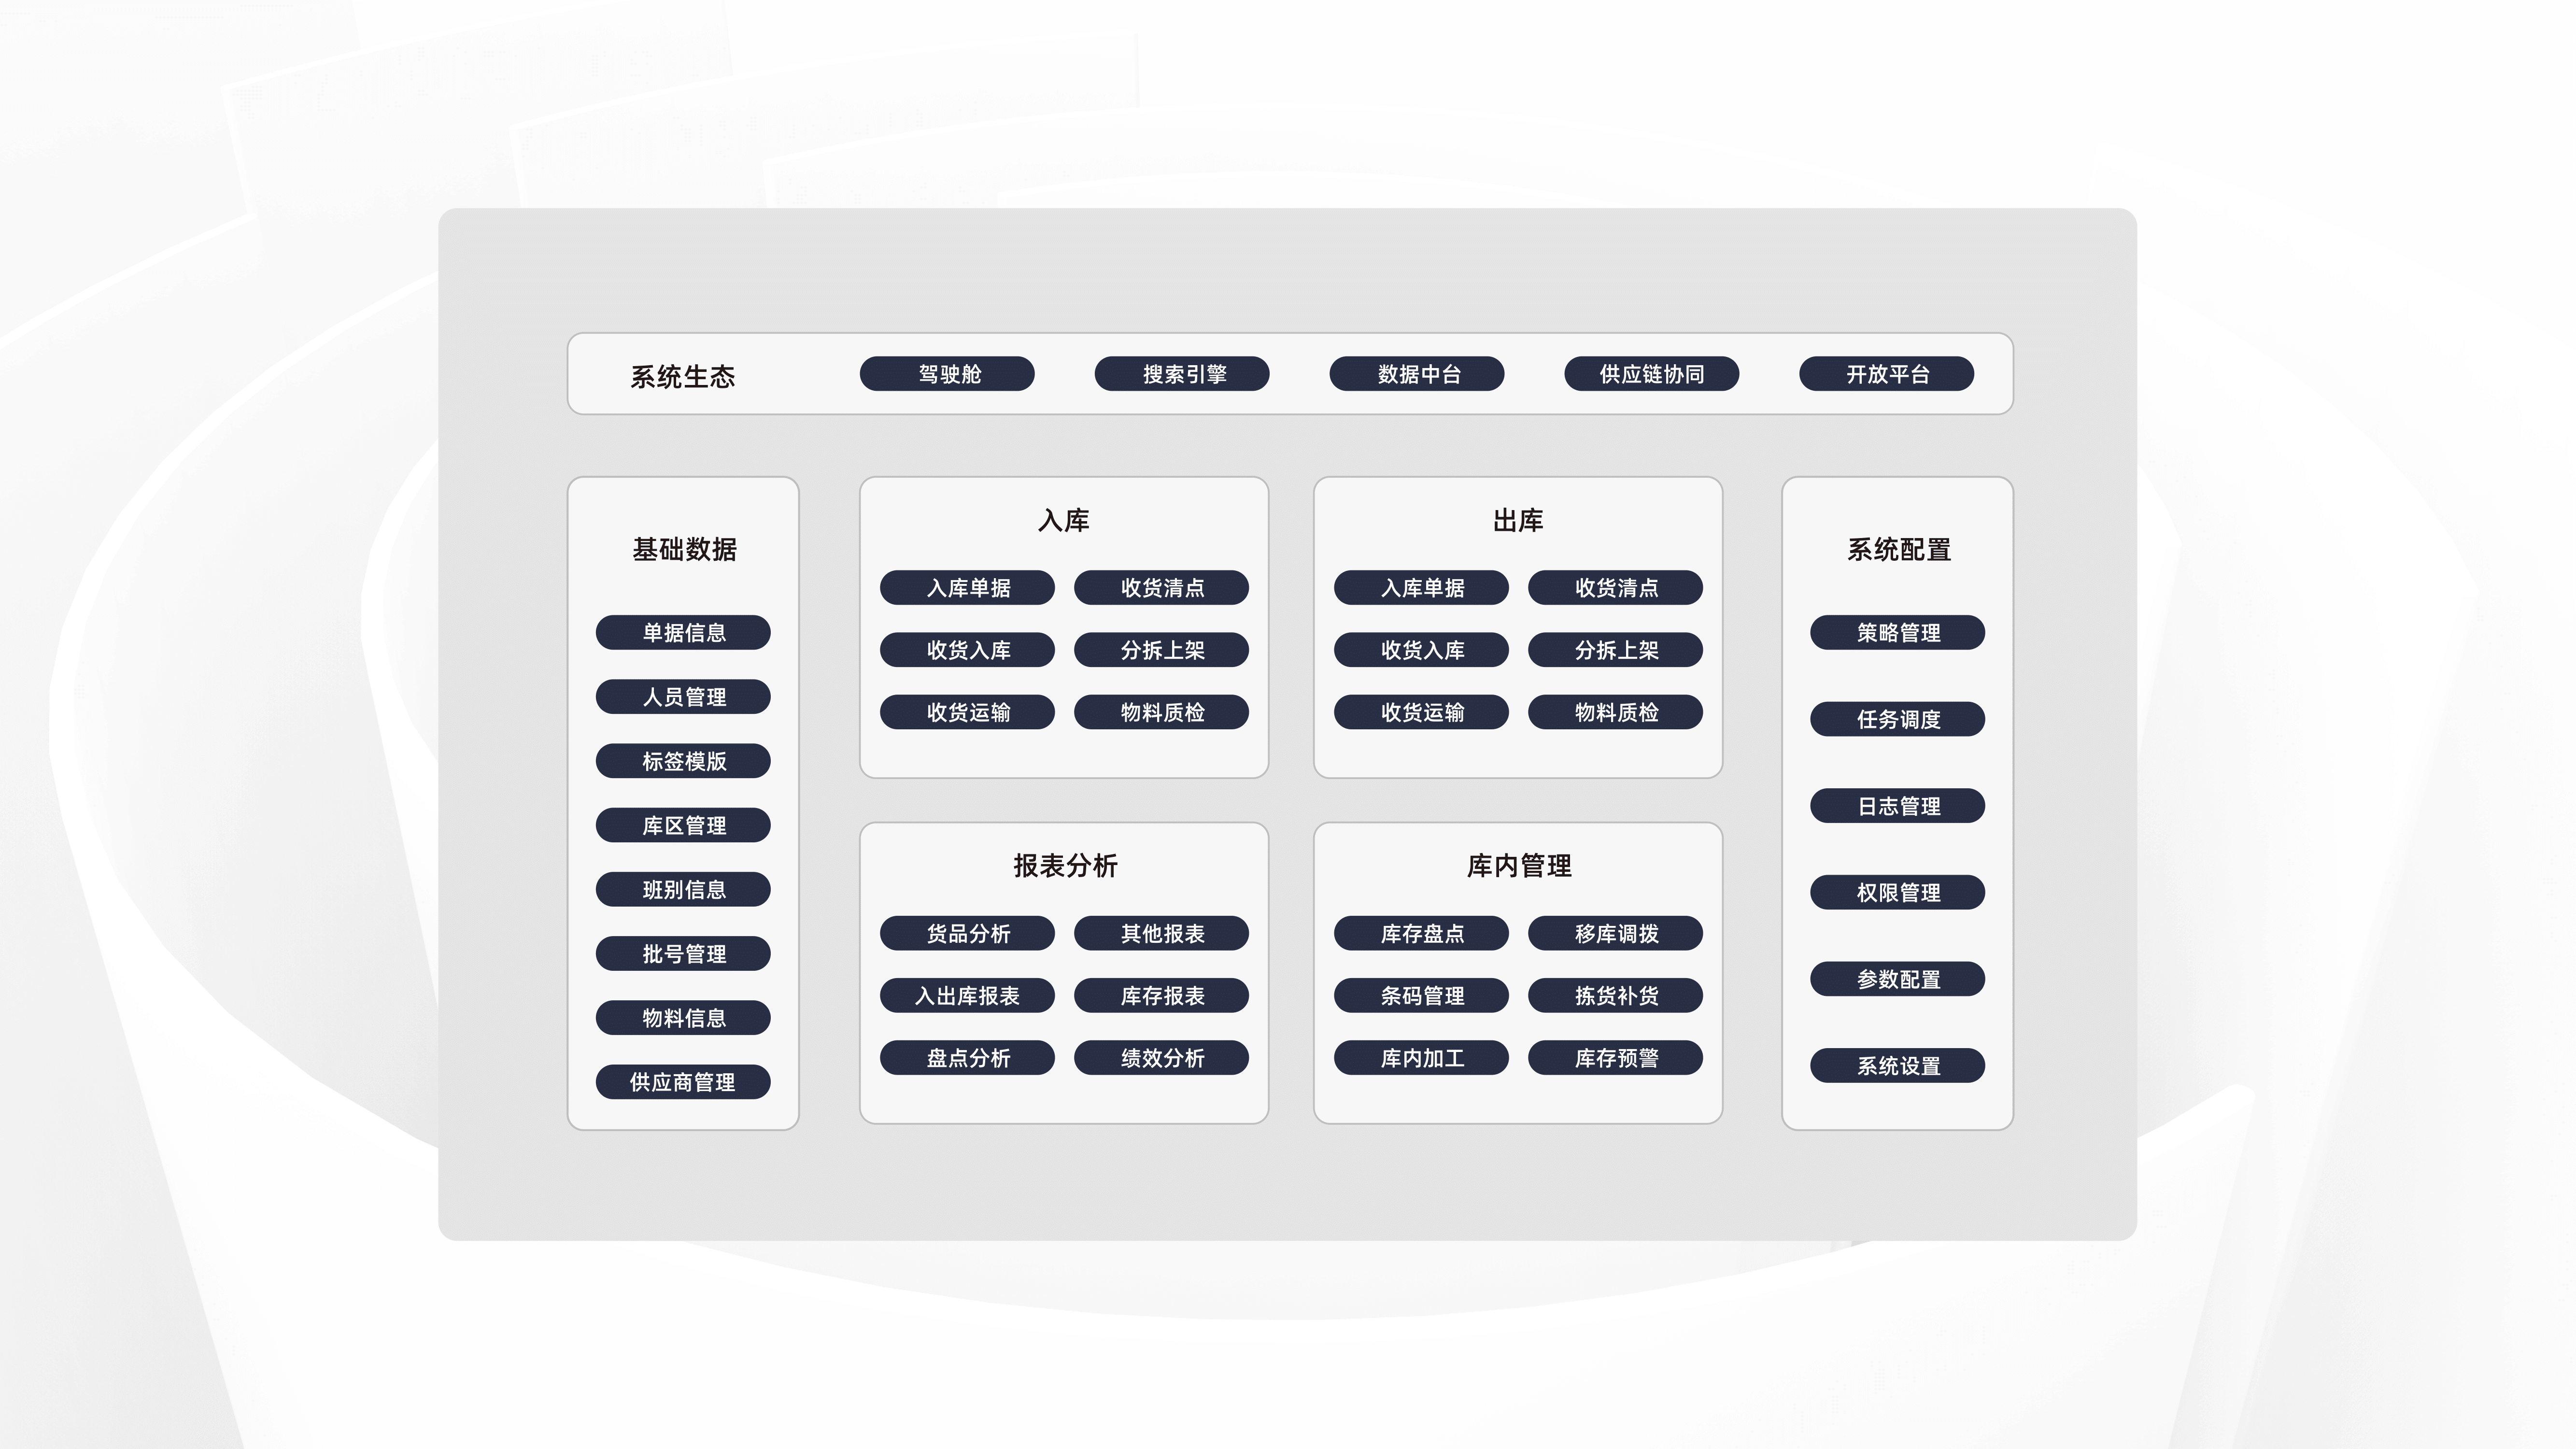 系统生态
驾驶舱
搜索引擎
数据中台
供应链协同
开放平台
基础数据
单据信息
人员管理
标签模版
库区管理
班别信息
批号管理
物料信息
供应商管理
入库
入库单据
收货清点
收货入库
分拆上架
收货运输
物料质检
出库
入库单据
收货清点
收货入库
分拆上架
收货运输
物料质检
报表分析
货品分析
其他报表
入出库报表
库存报表
盘点分析
绩效分析
库内管理
库存盘点
移库调拨
条码管理
拣货补货
库内加工
库存预警
系统配置
策略管理
任务调度
日志管理
权限管理
参数配置
系统设置